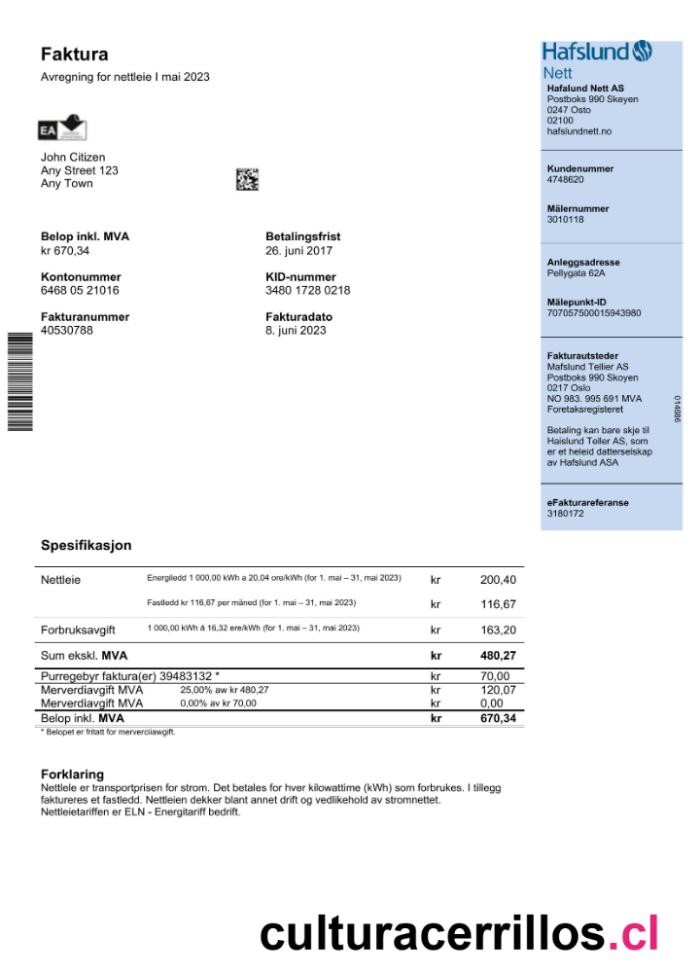 Faktura
Avregning for nettleie I mai 2023
EA
John Citizen
Any Street 123
Any Town
Belop inkl. MVA
kr 670,34
Betalingsfrist
26. juni 2017
Kontonummer
6468 05 21016
KID-nummer
3480 1728 0218
Fakturanummer
40530788
Fakturadato
8. juni 2023
Hafslund
Nett
Hafalund Nett AS
Postboks 990 Skøyen
0247 Osto
02100
hafslundnett.no
Kundenummer
4748620
Målernummer
3010118
Anleggsadresse
Pellygata 62A
Målepunkt-ID
707057500015943980
Fakturautsteder
Mafslund Tellier AS
Postboks 990 Skoyen
0217 Oslo
NO 983. 995 691 MVA
Foretaksregisteret
Betaling kan bare skje til
Haislund Teller AS, som
er et heleid datterselskap
av Hafslund ASA
014686
eFakturareferanse
3180172
Spesifikasjon
Nettleie Energiledd 1 000,00 kWh a 20.04 ore/kWh (for 1. mai – 31, mai 2023) kr 200,40
Fastledd kr 116,67 per måned (for 1. mai – 31, mai 2023) kr 116,67
Forbruksavgift 1 000,00 kWh á 16,32 ere/kWh (for 1. mai – 31, mai 2023) kr 163,20
Sum ekskl. MVA kr 480,27
Purregebyr faktura(er) 39483132 * kr 70,00
Merverdiavgift MVA 25,00% aw kr 480,27 kr 120,07
Merverdiavgift MVA 0,00% av kr 70,00 kr 0,00
Belop inkl. MVA kr 670,34
* Belopet er fritatt for merverciiawgift.
Forklaring
Nettlele er transportprisen for strom. Det betales for hver kilowattime (kWh) som forbrukes. I tillegg
faktureres et fastledd. Nettleien dekker blant annet drift og vedlikehold av stromnettet.
Nettleietariffen er ELN - Energitariff bedrift.
culturacerrillos.cl